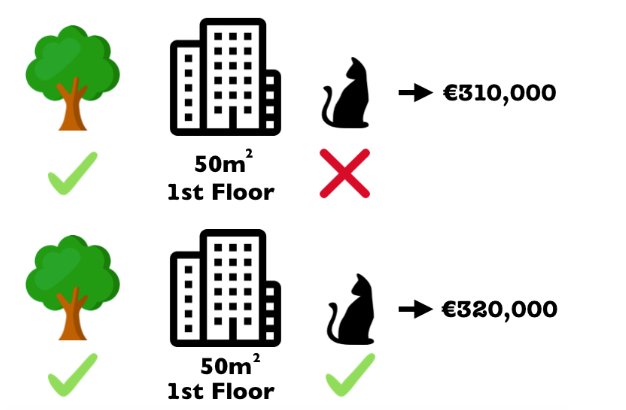 €310,000
50m²
1st Floor
€320,000
50m²
1st Floor